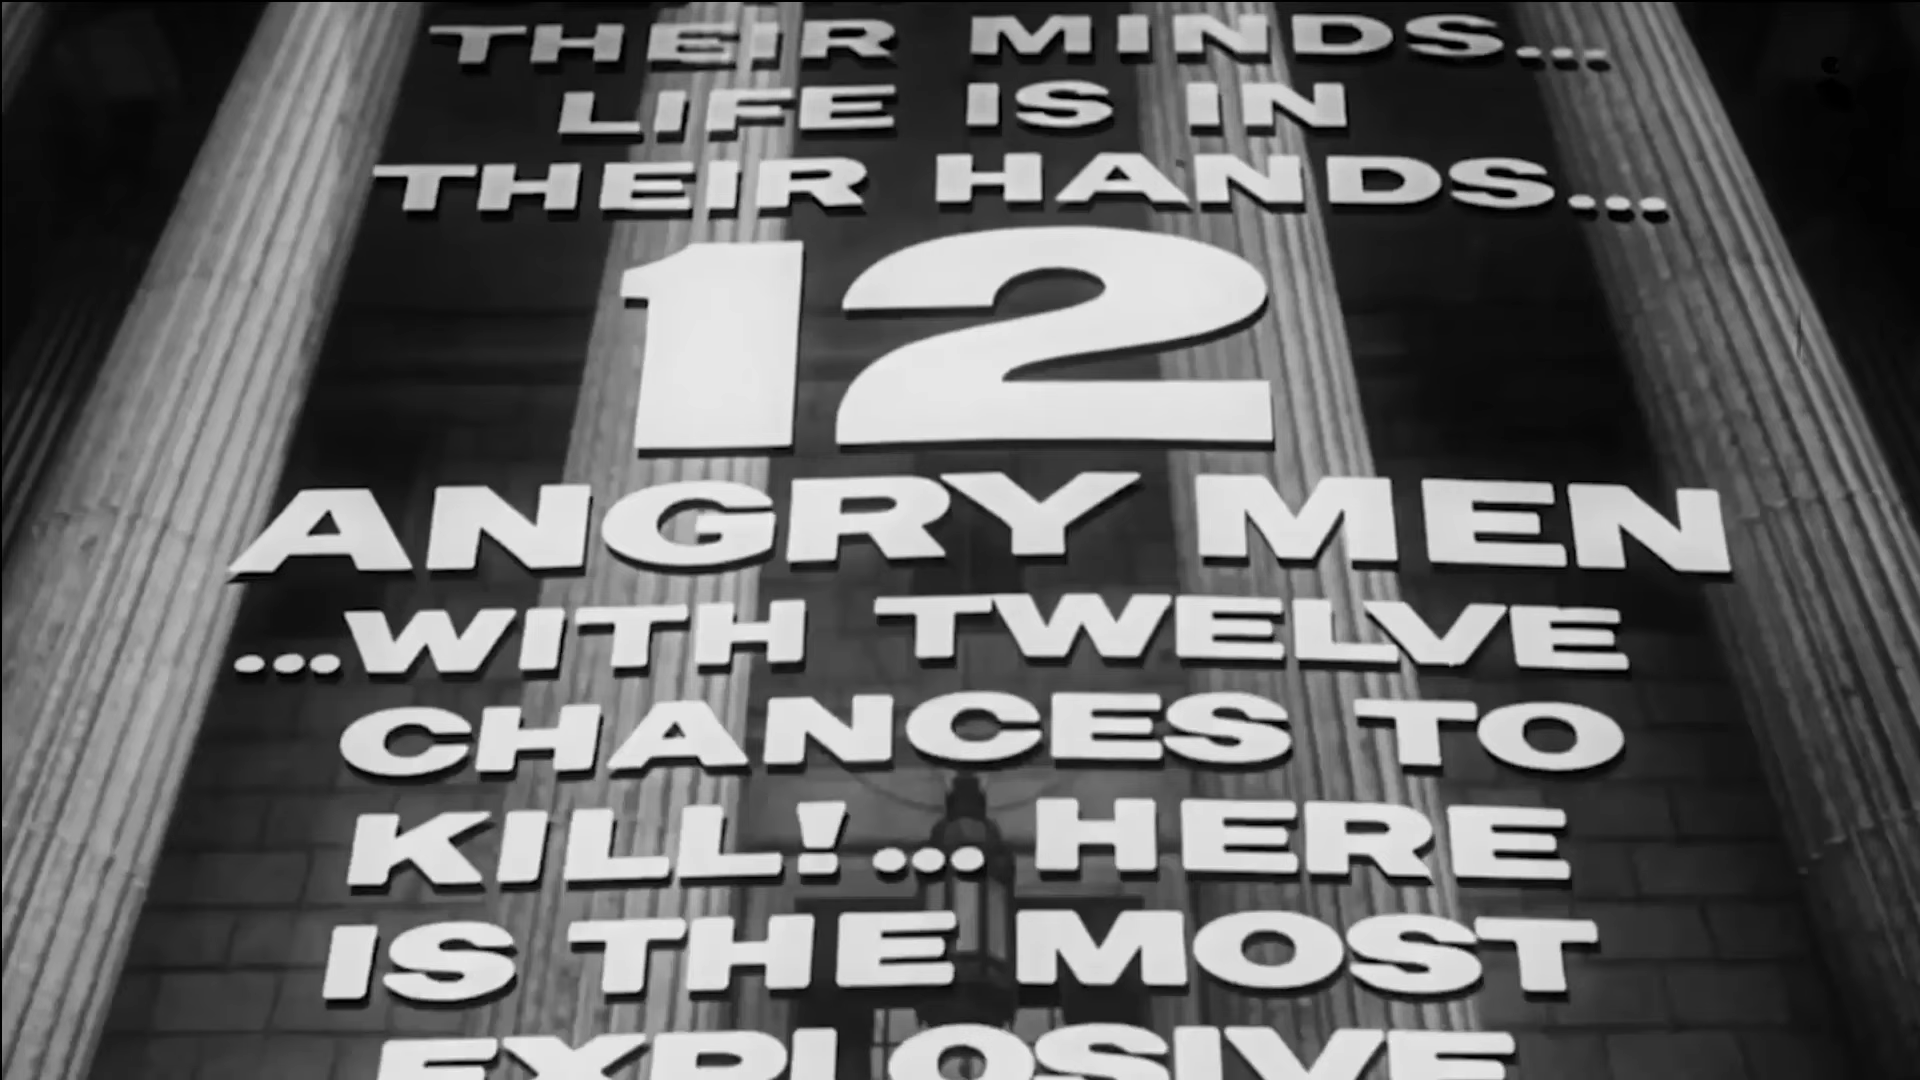 THEIR MINDS...
LIFE IS IN
THEIR HANDS...
12
ANGRY MEN
...WITH TWELVE
CHANCES TO
KILL!... HERE
IS THE MOST
EXPLOSIVE